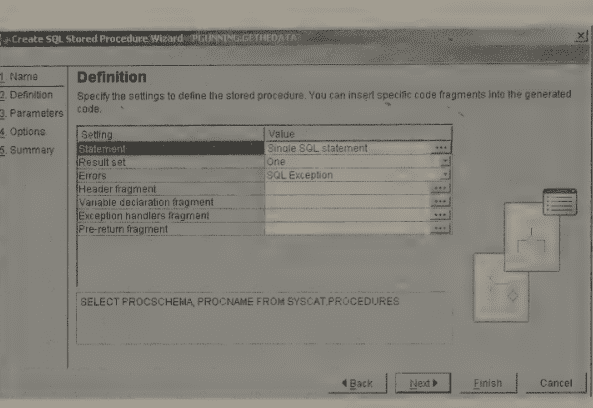 Create SQL Stored Procedure Wizard - PGUNNING.GETHEDATA
1. Name
2. Definition
3. Parameters
4. Options
5. Summary
Definition
Specify the settings to define the stored procedure. You can insert specific code fragments into the generated
code.
Setting Value
Statement Single SQL statement ...
Result set One
Errors SQL Exception
Header fragment ...
Variable declaration fragment ...
Exception handlers fragment ...
Pre-return fragment ...
SELECT PROCSCHEMA, PROCNAME FROM SYSCAT.PROCEDURES
Back Next Finish Cancel